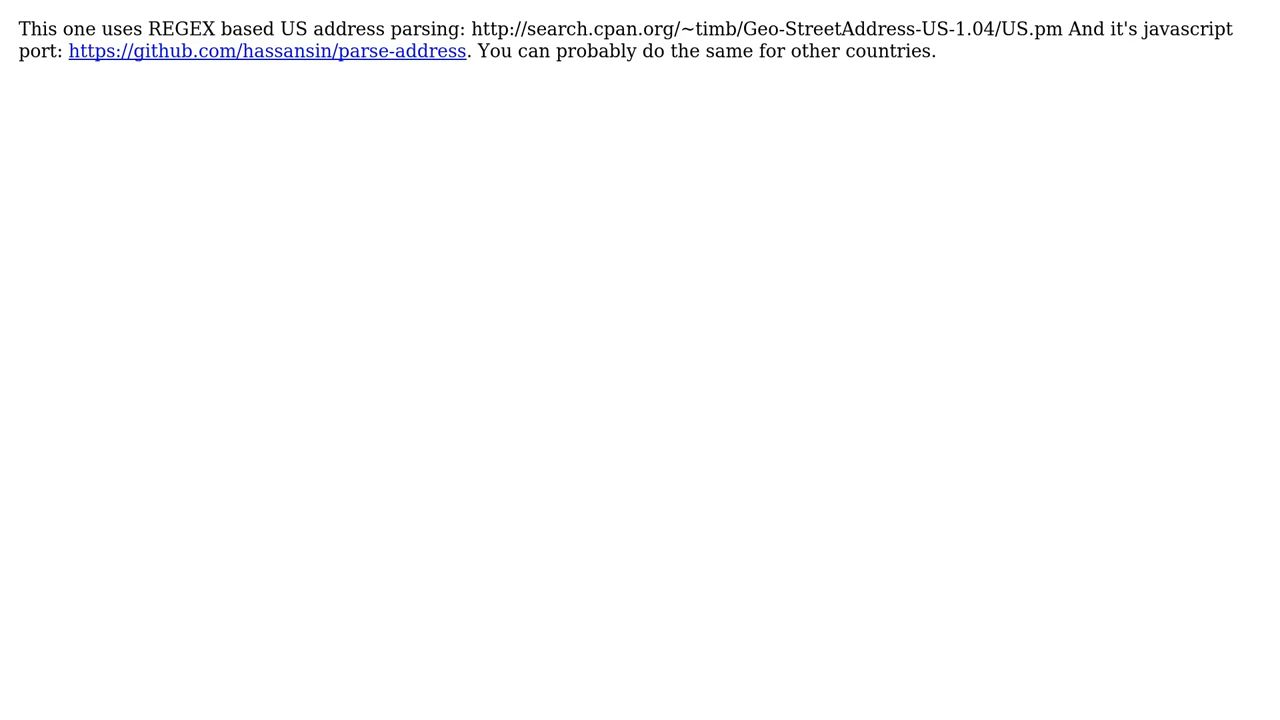 This one uses REGEX based US address parsing: http://search.cpan.org/~timb/Geo-StreetAddress-US-1.04/US.pm And it's javascript
port: https://github.com/hassansin/parse-address. You can probably do the same for other countries.